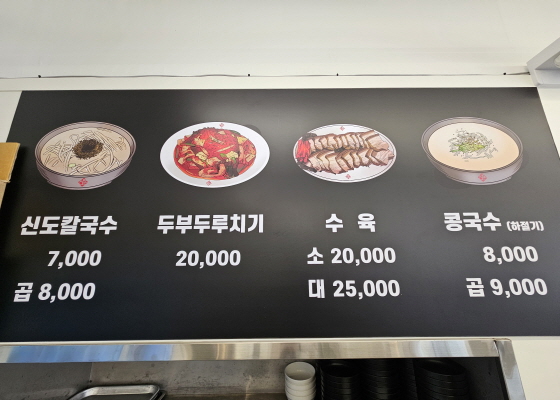 신도칼국수
7,000
곱 8,000
두부두루치기
20,000
수 육
소 20,000
대 25,000
콩국수 (하절기)
8,000
곱 9,000